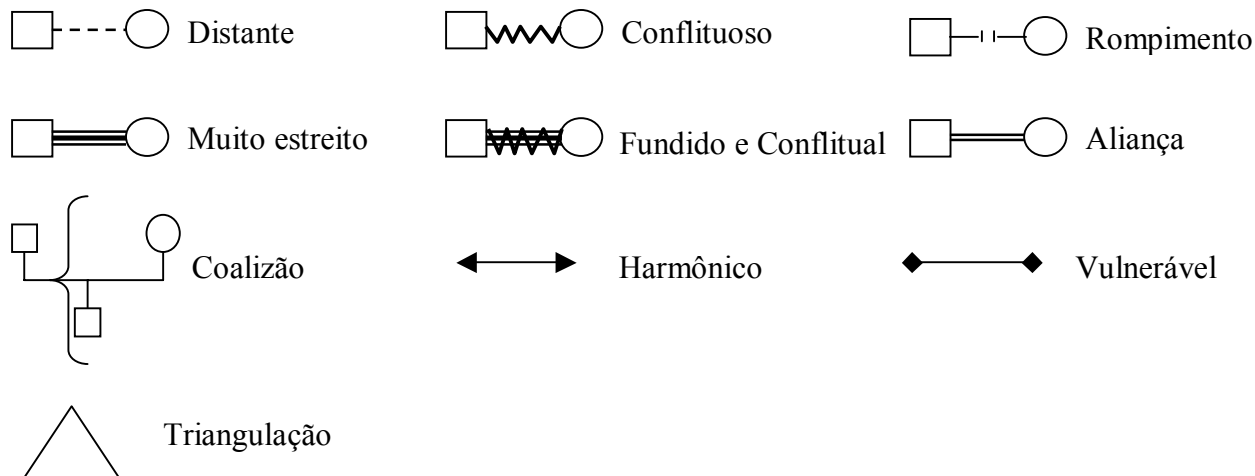 Distante
Conflituoso
Rompimento
Muito estreito
Fundido e Conflitual
Aliança
Coalizão
Harmônico
Vulnerável
Triangulação